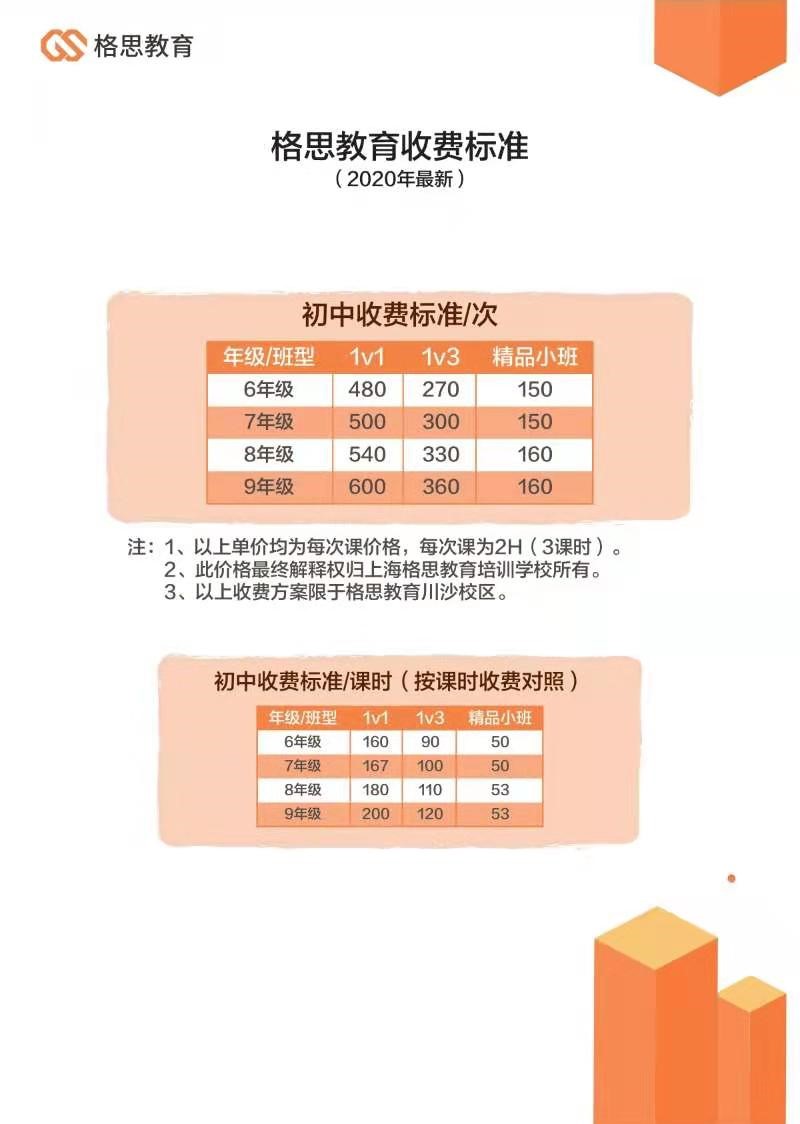 格思教育
格思教育收费标准
（2020年最新）
初中收费标准/次
年级/班型 1v1 1v3 精品小班
6年级 480 270 150
7年级 500 300 150
8年级 540 330 160
9年级 600 360 160
注：1、以上单价均为每次课价格，每次课为2H（3课时）。
2、此价格最终解释权归上海格思教育培训学校所有。
3、以上收费方案限于格思教育川沙校区。
初中收费标准/课时（按课时收费对照）
年级/班型 1v1 1v3 精品小班
6年级 160 90 50
7年级 167 100 50
8年级 180 110 53
9年级 200 120 53